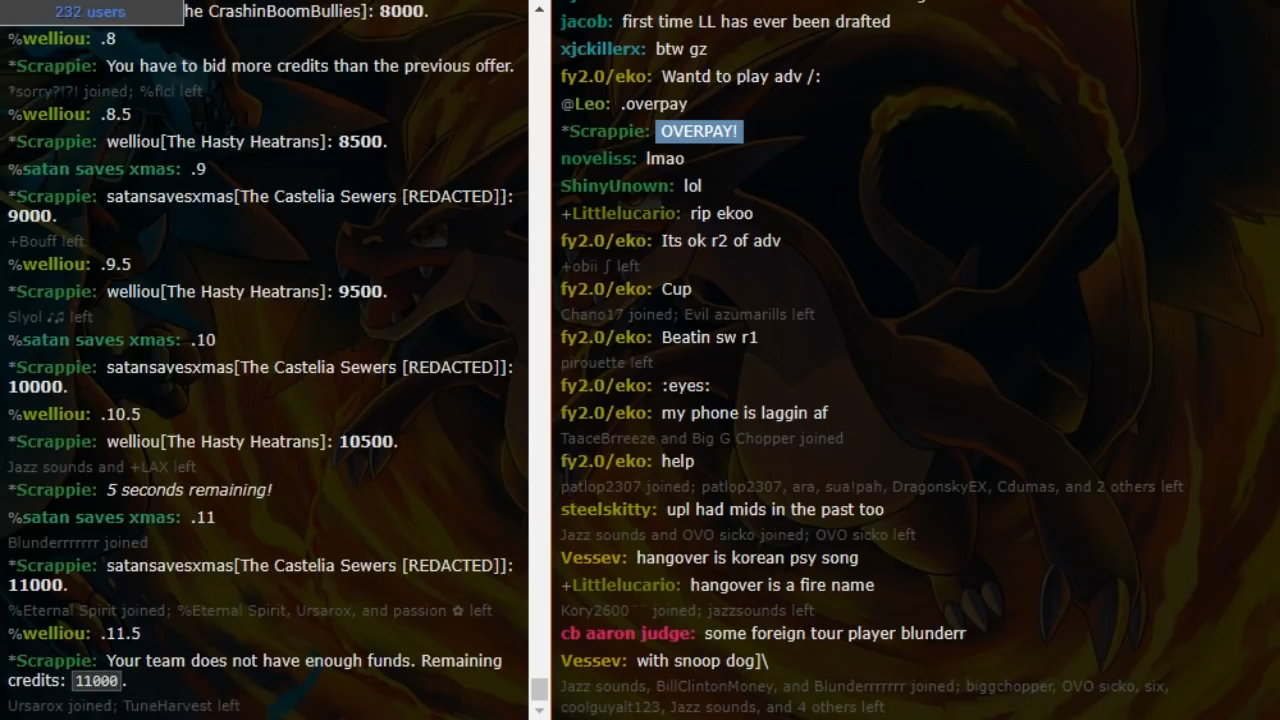 232 users
he CrashinBoomBullies]: 8000.
%welliou: .8
*Scrappie: You have to bid more credits than the previous offer.
?sorry?!?! joined; %flcl left
%welliou: .8.5
*Scrappie: welliou[The Hasty Heatrans]: 8500.
%satan saves xmas: .9
*Scrappie: satansavesxmas[The Castelia Sewers [REDACTED]]:
9000.
+Bouff left
%welliou: .9.5
*Scrappie: welliou[The Hasty Heatrans]: 9500.
Slyol ♪♫ left
%satan saves xmas: .10
*Scrappie: satansavesxmas[The Castelia Sewers [REDACTED]]:
10000.
%welliou: .10.5
*Scrappie: welliou[The Hasty Heatrans]: 10500.
Jazz sounds and +LAX left
*Scrappie: 5 seconds remaining!
%satan saves xmas: .11
Blunderrrrrrr joined
*Scrappie: satansavesxmas[The Castelia Sewers [REDACTED]]:
11000.
%Eternal Spirit joined; %Eternal Spirit, Ursarox, and passion ✿ left
%welliou: .11.5
*Scrappie: Your team does not have enough funds. Remaining
credits: 11000.
Ursarox joined; TuneHarvest left
jacob: first time LL has ever been drafted
xjckillerx: btw gz
fy2.0/eko: Wantd to play adv /:
@Leo: .overpay
*Scrappie: OVERPAY!
noveliss: lmao
ShinyUnown: lol
+Littlelucario: rip ekoo
fy2.0/eko: Its ok r2 of adv
+obii ʃ left
fy2.0/eko: Cup
Chano17 joined; Evil azumarills left
fy2.0/eko: Beatin sw r1
pirouette left
fy2.0/eko: :eyes:
fy2.0/eko: my phone is laggin af
TaaceBrreeze and Big G Chopper joined
fy2.0/eko: help
patlop2307 joined; patlop2307, ara, sua!pah, DragonskyEX, Cdumas, and 2 others left
steelskitty: upl had mids in the past too
Jazz sounds and OVO sicko joined; OVO sicko left
Vessev: hangover is korean psy song
+Littlelucario: hangover is a fire name
Kory2600¨¨ joined; jazzsounds left
cb aaron judge: some foreign tour player blunderr
Vessev: with snoop dog]\
Jazz sounds, BillClintonMoney, and Blunderrrrrrr joined; biggchopper, OVO sicko, six,
coolguyalt123, Jazz sounds, and 4 others left